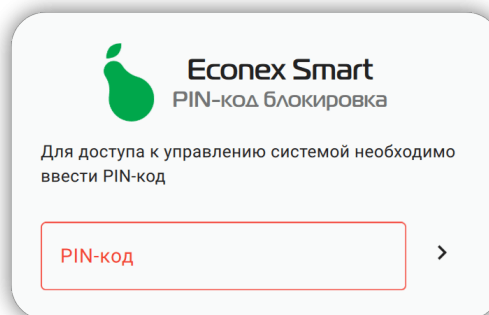 Econex Smart
PIN-код блокировка
Для доступа к управлению системой необходимо
ввести PIN-код
PIN-код